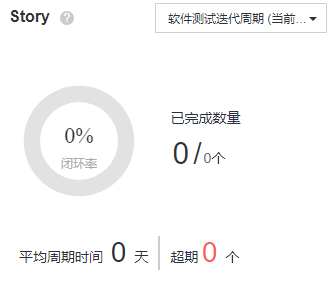 Story ?
软件测试迭代周期 (当前...
0%
闭环率
已完成数量
0/0个
平均周期时间 0 天
超期 0 个